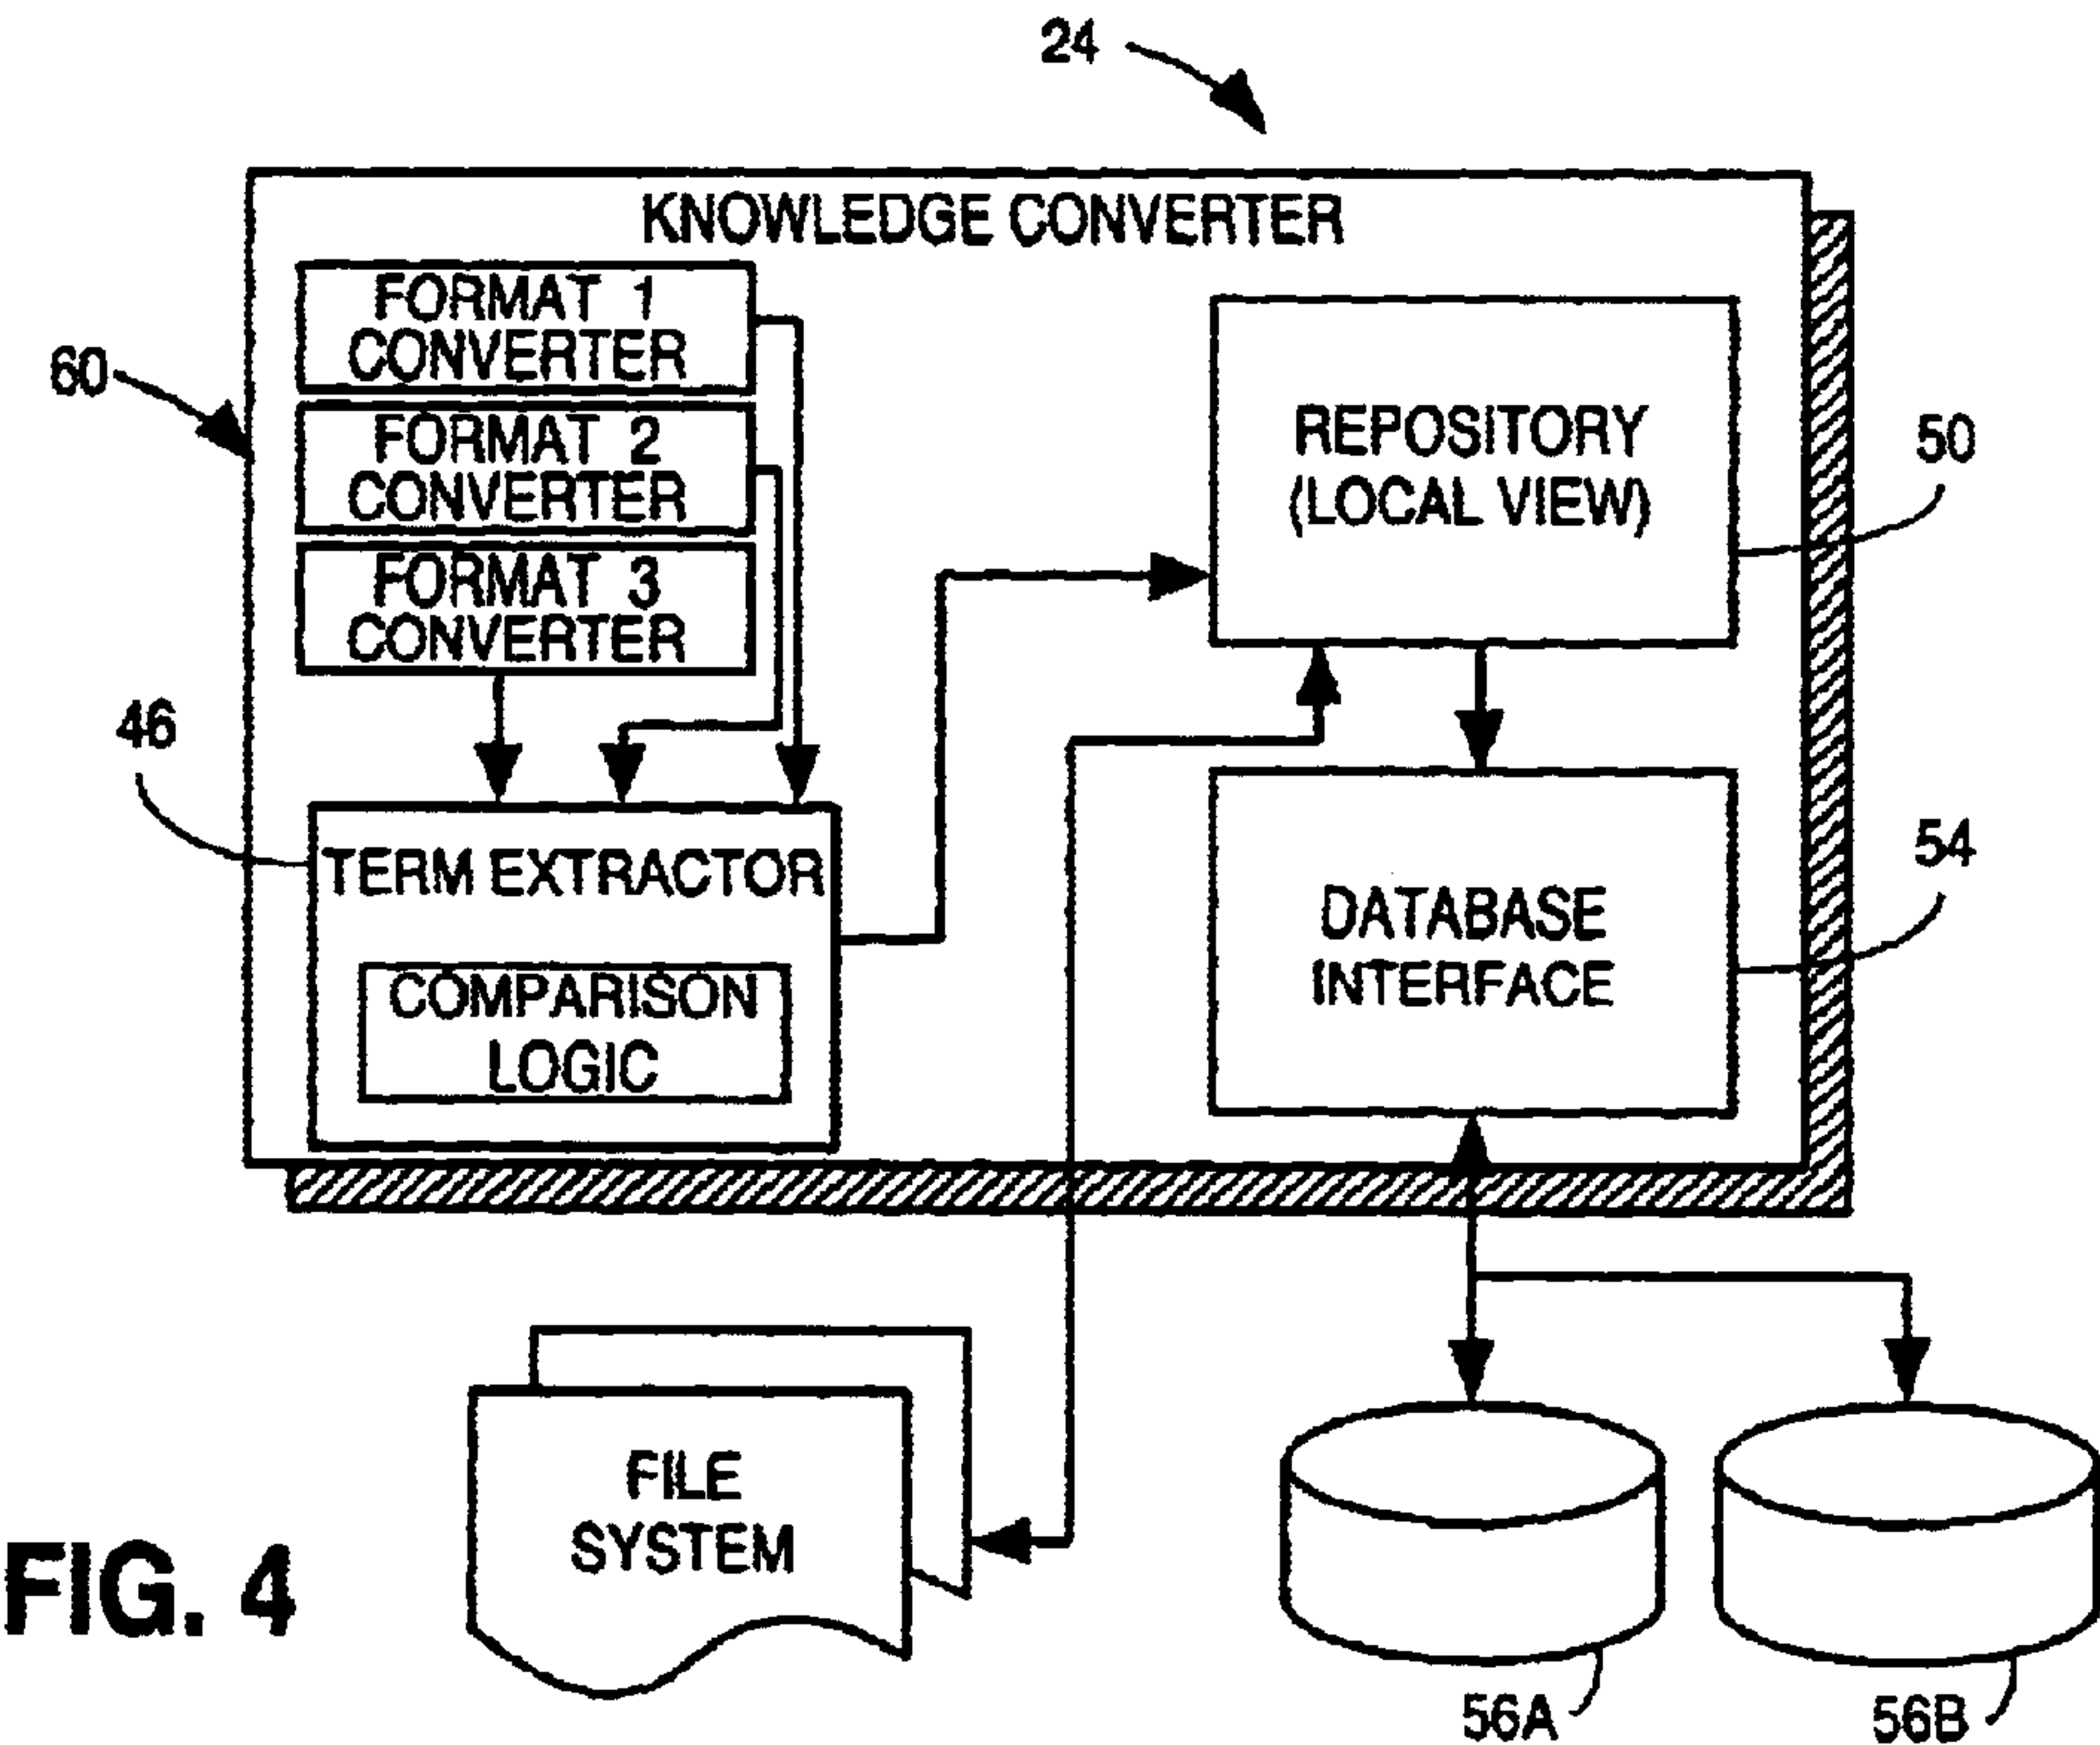 24
KNOWLEDGE CONVERTER
FORMAT 1
CONVERTER
60
FORMAT 2
CONVERTER
FORMAT 3
CONVERTER
REPOSITORY
(LOCAL VIEW)
50
46
TERM EXTRACTOR
COMPARISON
LOGIC
54
DATABASE
INTERFACE
FILE
SYSTEM
FIG. 4
56A
56B